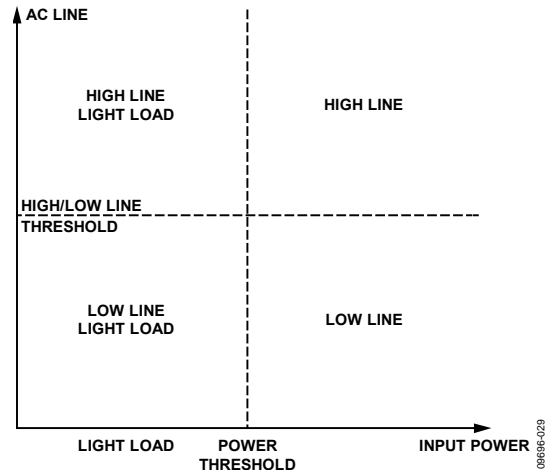 AC LINE
HIGH LINE
LIGHT LOAD
HIGH LINE
HIGH/LOW LINE
THRESHOLD
LOW LINE
LIGHT LOAD
LOW LINE
LIGHT LOAD
POWER
THRESHOLD
INPUT POWER
09696-029